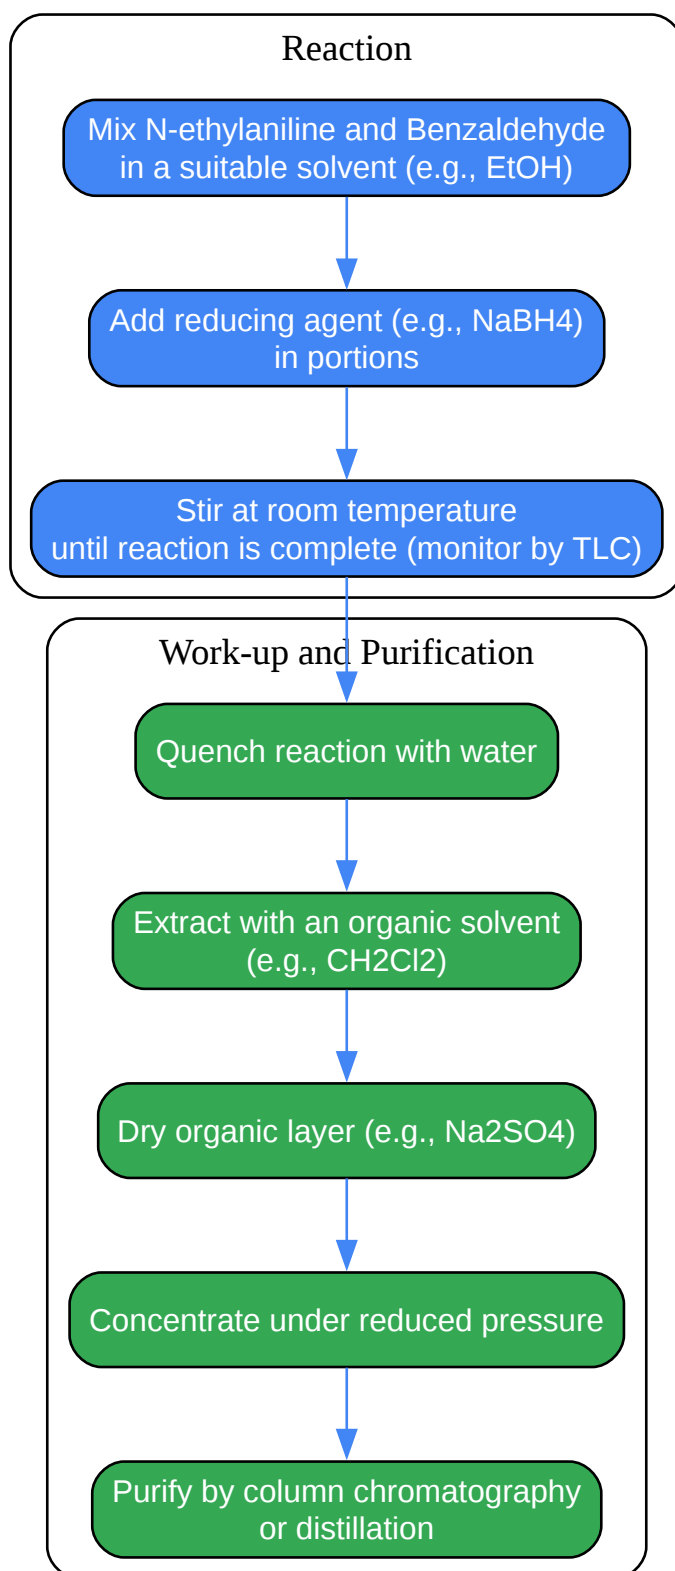 Reaction
Mix N-ethylaniline and Benzaldehyde
in a suitable solvent (e.g., EtOH)
Add reducing agent (e.g., NaBH4)
in portions
Stir at room temperature
until reaction is complete (monitor by TLC)
Work-up and Purification
Quench reaction with water
Extract with an organic solvent
(e.g., CH2Cl2)
Dry organic layer (e.g., Na2SO4)
Concentrate under reduced pressure
Purify by column chromatography
or distillation